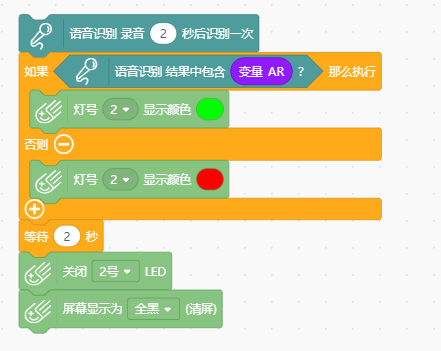 语音识别 录音 2 秒后识别一次
如果 语音识别 结果中包含 变量 AR ? 那么执行
灯号 2 显示颜色
否则
灯号 2 显示颜色
等待 2 秒
关闭 2号 LED
屏幕显示为 全黑 (清屏)